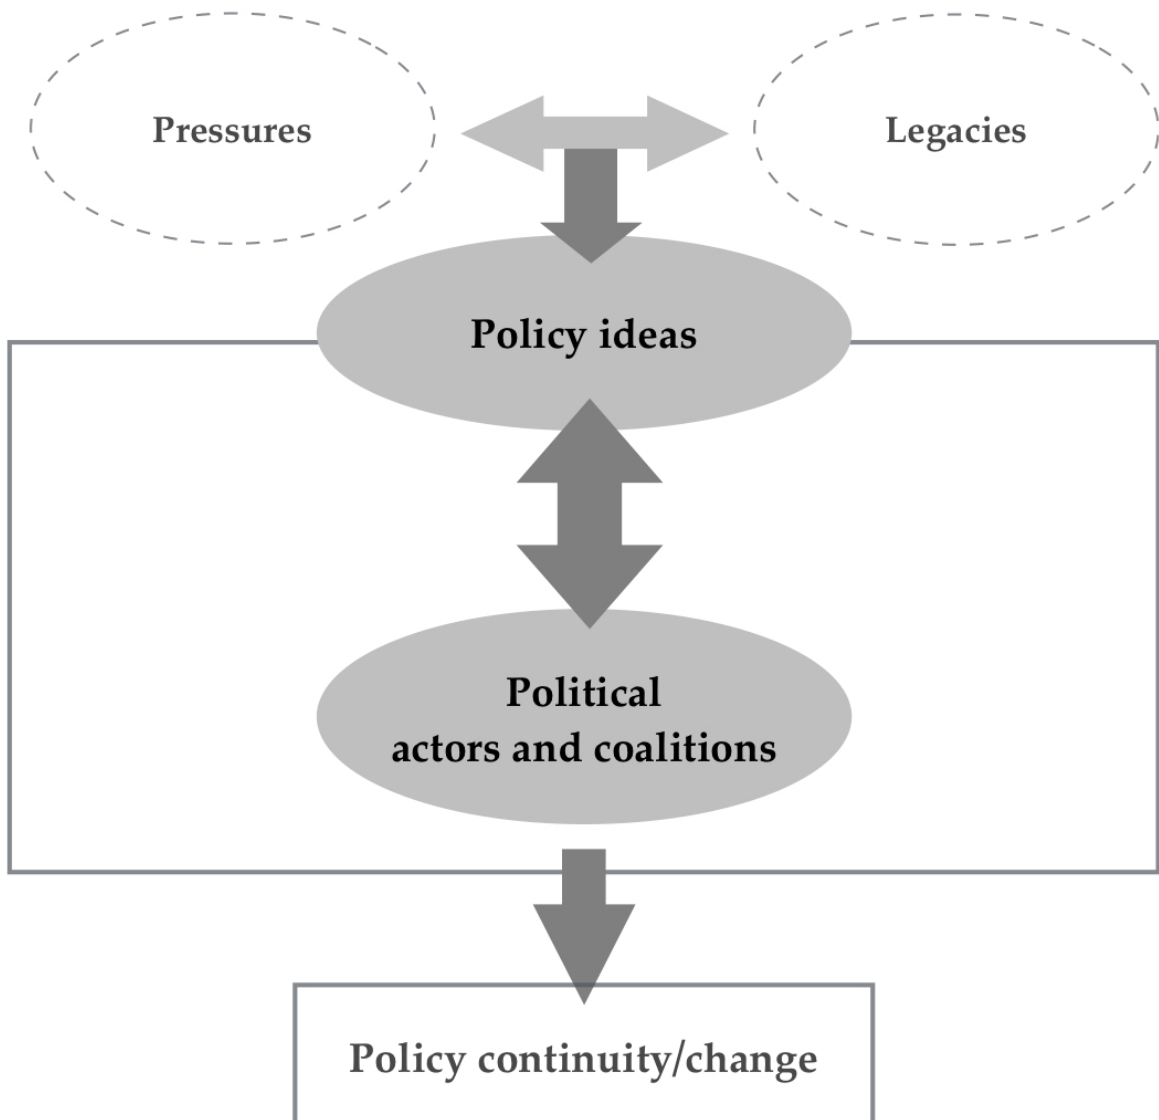 Pressures
Legacies
Policy ideas
Political
actors and coalitions
Policy continuity/change